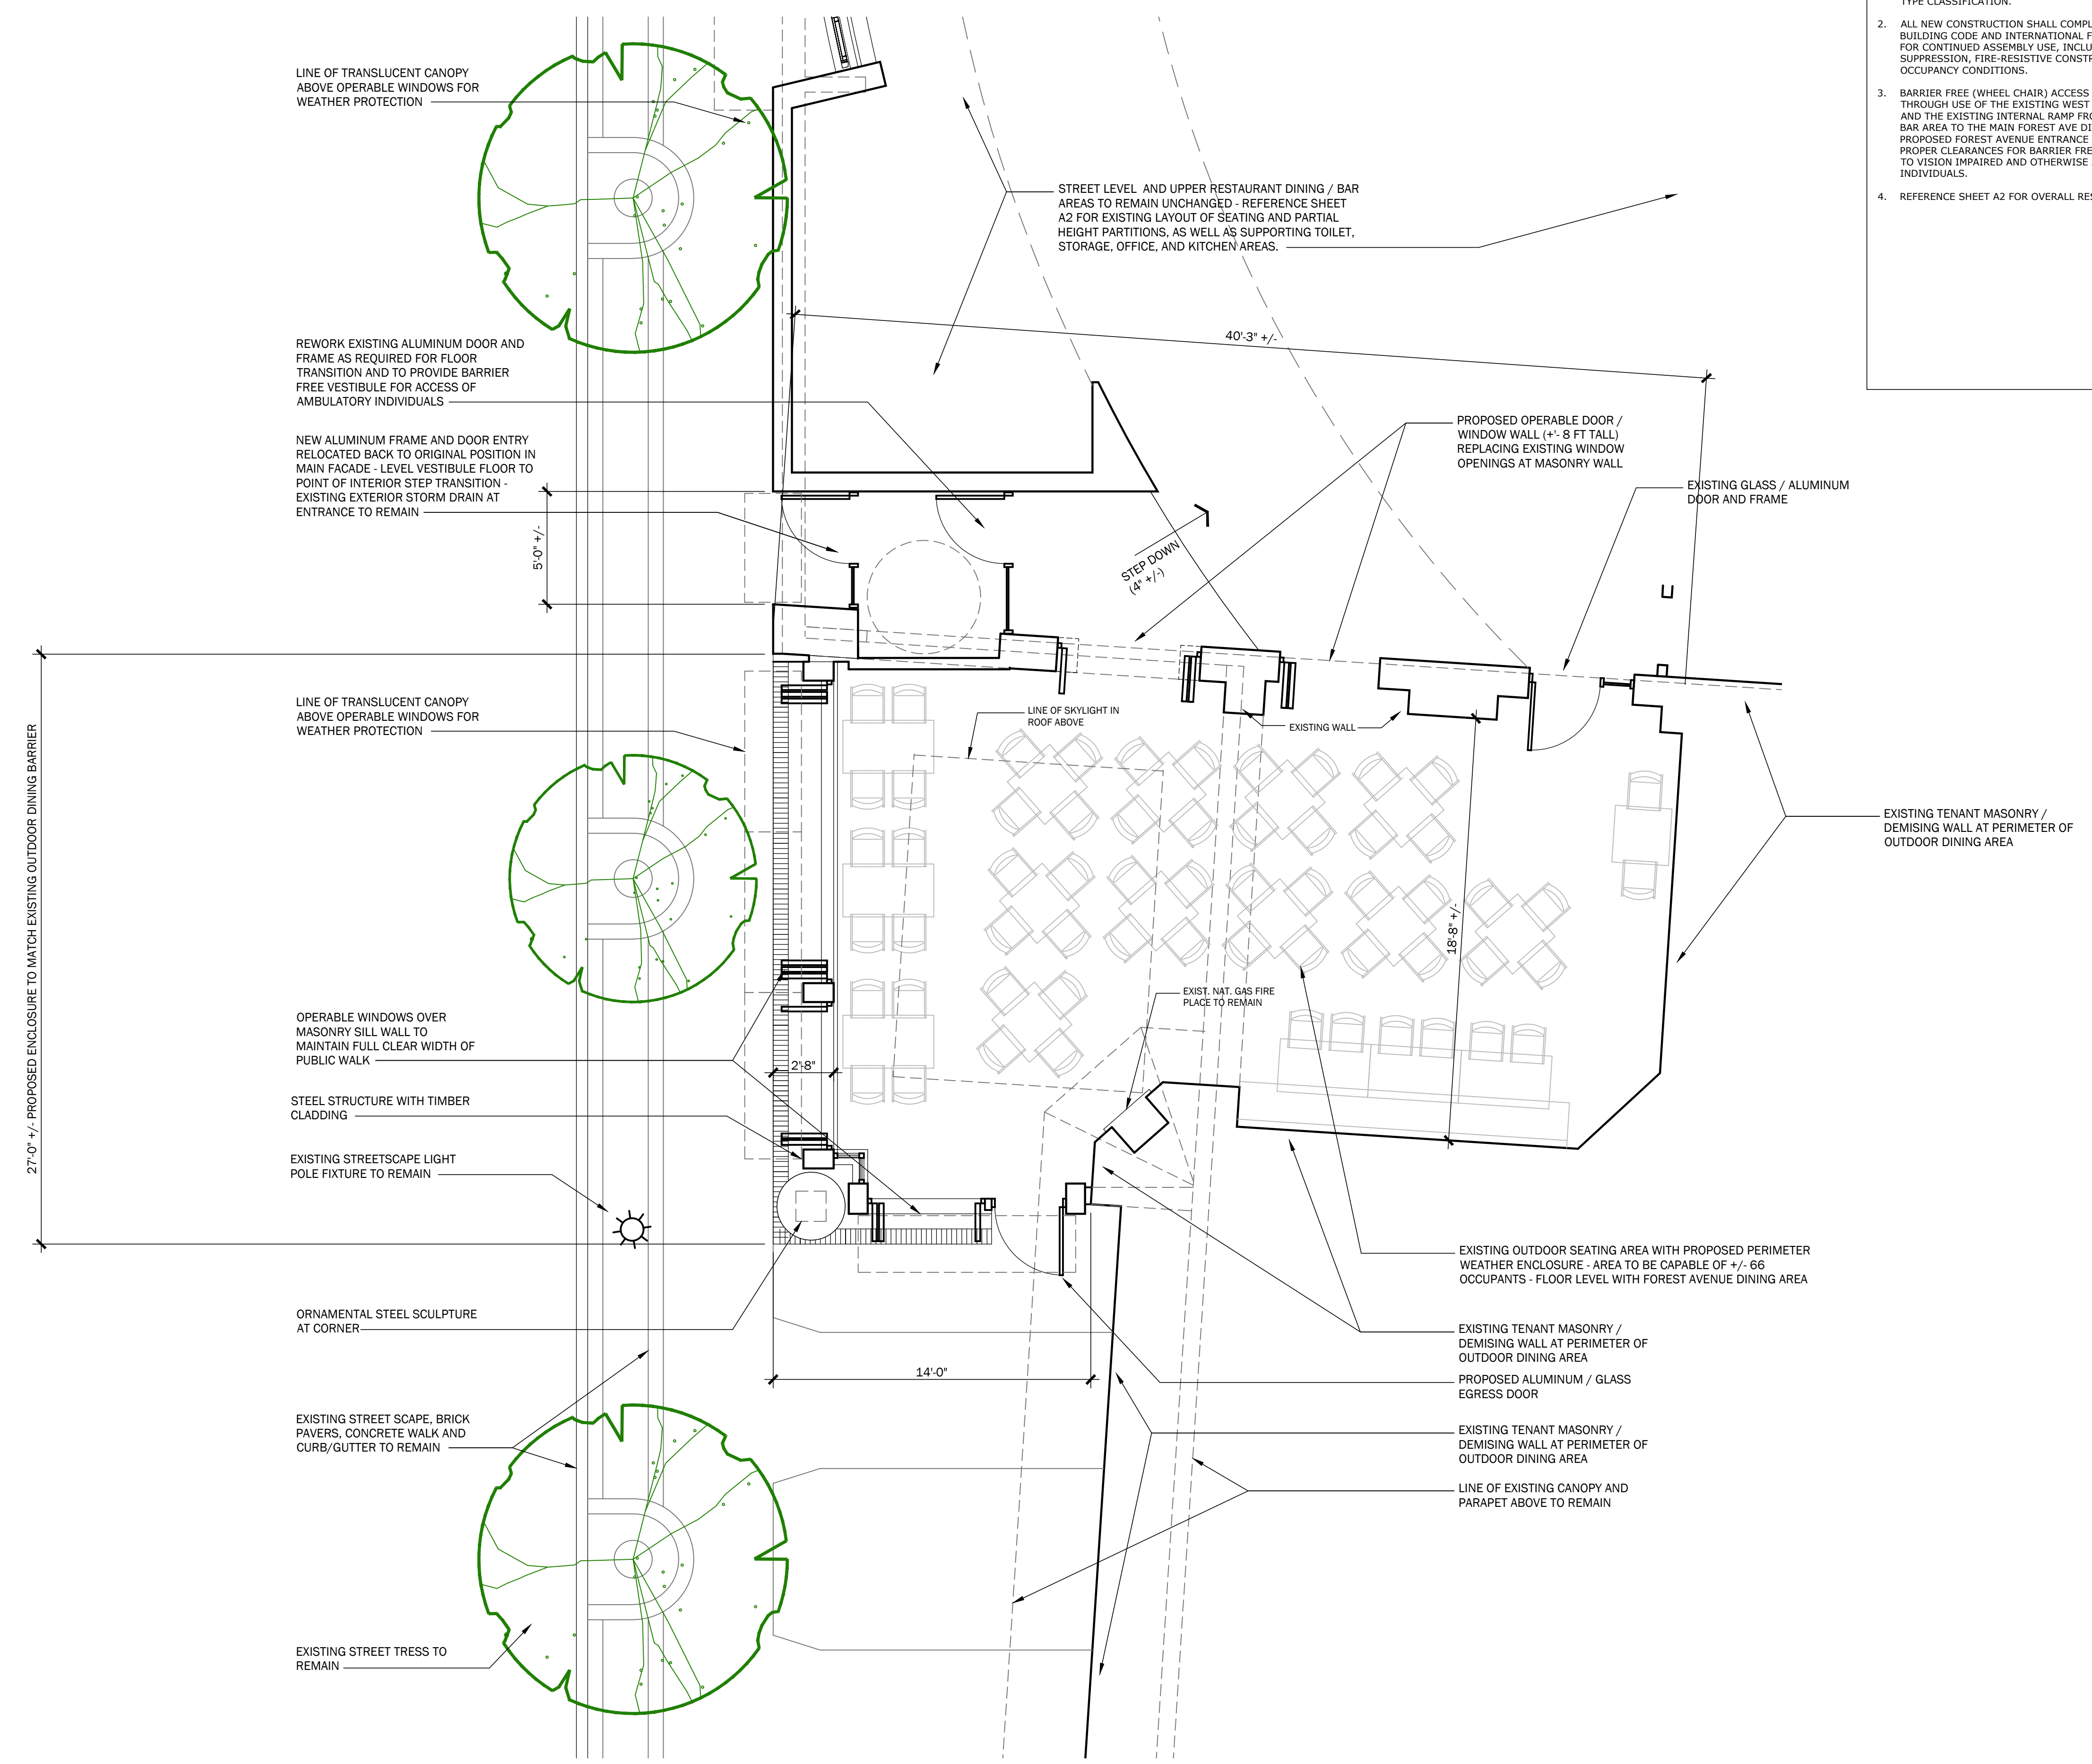 TYPE CLASSIFICATION.
2. ALL NEW CONSTRUCTION SHALL COMPL
BUILDING CODE AND INTERNATIONAL F
FOR CONTINUED ASSEMBLY USE, INCLU
SUPPRESSION, FIRE-RESISTIVE CONSTR
OCCUPANCY CONDITIONS.
3. BARRIER FREE (WHEEL CHAIR) ACCESS
THROUGH USE OF THE EXISTING WEST
AND THE EXISTING INTERNAL RAMP FRO
BAR AREA TO THE MAIN FOREST AVE DI
PROPOSED FOREST AVENUE ENTRANCE
PROPER CLEARANCES FOR BARRIER FRE
TO VISION IMPAIRED AND OTHERWISE
INDIVIDUALS.
4. REFERENCE SHEET A2 FOR OVERALL RES
LINE OF TRANSLUCENT CANOPY
ABOVE OPERABLE WINDOWS FOR
WEATHER PROTECTION
STREET LEVEL AND UPPER RESTAURANT DINING / BAR
AREAS TO REMAIN UNCHANGED - REFERENCE SHEET
A2 FOR EXISTING LAYOUT OF SEATING AND PARTIAL
HEIGHT PARTITIONS, AS WELL AS SUPPORTING TOILET,
STORAGE, OFFICE, AND KITCHEN AREAS.
40'-3" +/-
REWORK EXISTING ALUMINUM DOOR AND
FRAME AS REQUIRED FOR FLOOR
TRANSITION AND TO PROVIDE BARRIER
FREE VESTIBULE FOR ACCESS OF
AMBULATORY INDIVIDUALS
NEW ALUMINUM FRAME AND DOOR ENTRY
RELOCATED BACK TO ORIGINAL POSITION IN
MAIN FACADE - LEVEL VESTIBULE FLOOR TO
POINT OF INTERIOR STEP TRANSITION -
EXISTING EXTERIOR STORM DRAIN AT
ENTRANCE TO REMAIN
5'-0" +/-
PROPOSED OPERABLE DOOR /
WINDOW WALL (+'- 8 FT TALL)
REPLACING EXISTING WINDOW
OPENINGS AT MASONRY WALL
EXISTING GLASS / ALUMINUM
DOOR AND FRAME
STEP DOWN
(4" +/-)
27'-0" +/- PROPOSED ENCLOSURE TO MATCH EXISTING OUTDOOR DINING BARRIER
LINE OF TRANSLUCENT CANOPY
ABOVE OPERABLE WINDOWS FOR
WEATHER PROTECTION
LINE OF SKYLIGHT IN
ROOF ABOVE
EXISTING WALL
EXISTING TENANT MASONRY /
DEMISING WALL AT PERIMETER OF
OUTDOOR DINING AREA
18'-8" +/-
EXIST. NAT. GAS FIRE
PLACE TO REMAIN
OPERABLE WINDOWS OVER
MASONRY SILL WALL TO
MAINTAIN FULL CLEAR WIDTH OF
PUBLIC WALK
2'-8"
STEEL STRUCTURE WITH TIMBER
CLADDING
EXISTING STREETSCAPE LIGHT
POLE FIXTURE TO REMAIN
EXISTING OUTDOOR SEATING AREA WITH PROPOSED PERIMETER
WEATHER ENCLOSURE - AREA TO BE CAPABLE OF +/- 66
OCCUPANTS - FLOOR LEVEL WITH FOREST AVENUE DINING AREA
ORNAMENTAL STEEL SCULPTURE
AT CORNER
EXISTING TENANT MASONRY /
DEMISING WALL AT PERIMETER OF
OUTDOOR DINING AREA
14'-0"
PROPOSED ALUMINUM / GLASS
EGRESS DOOR
EXISTING STREET SCAPE, BRICK
PAVERS, CONCRETE WALK AND
CURB/GUTTER TO REMAIN
EXISTING TENANT MASONRY /
DEMISING WALL AT PERIMETER OF
OUTDOOR DINING AREA
LINE OF EXISTING CANOPY AND
PARAPET ABOVE TO REMAIN
EXISTING STREET TRESS TO
REMAIN